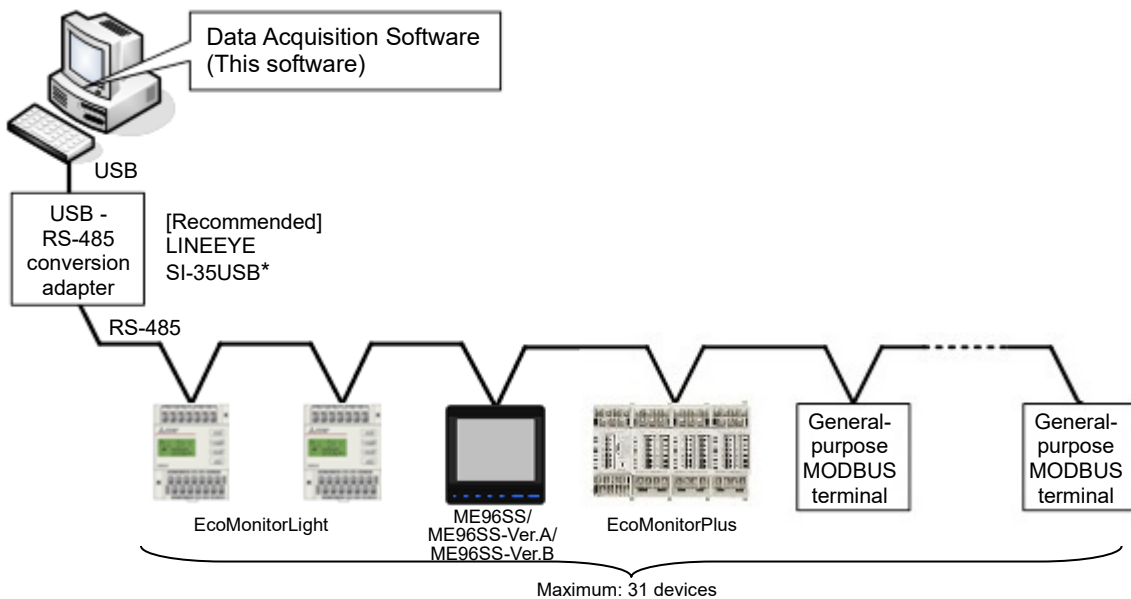 Data Acquisition Software
(This software)
USB
USB -
RS-485
conversion
adapter
[Recommended]
LINEEYE
SI-35USB*
RS-485
General-
purpose
MODBUS
terminal
General-
purpose
MODBUS
terminal
EcoMonitorLight
ME96SS/
ME96SS-Ver.A/
ME96SS-Ver.B
EcoMonitorPlus
Maximum: 31 devices